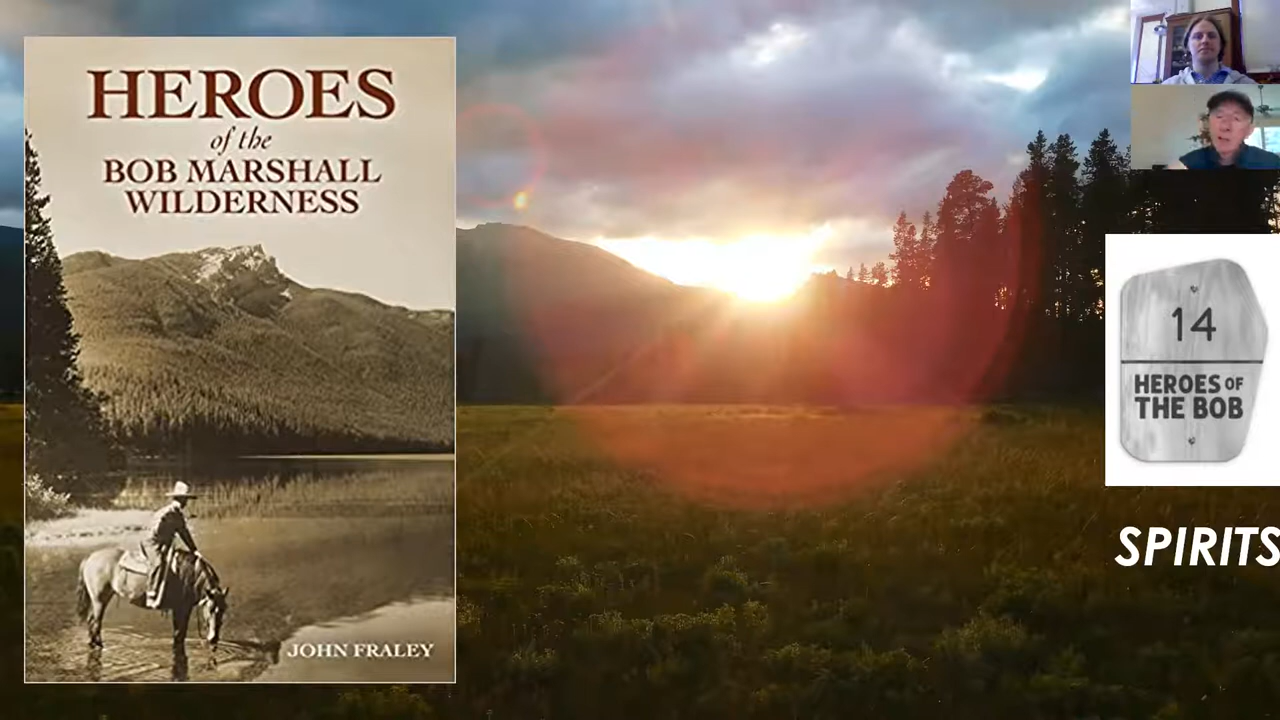 HEROES
of the
BOB MARSHALL
WILDERNESS
JOHN FRALEY
14
HEROES OF
THE BOB
SPIRITS